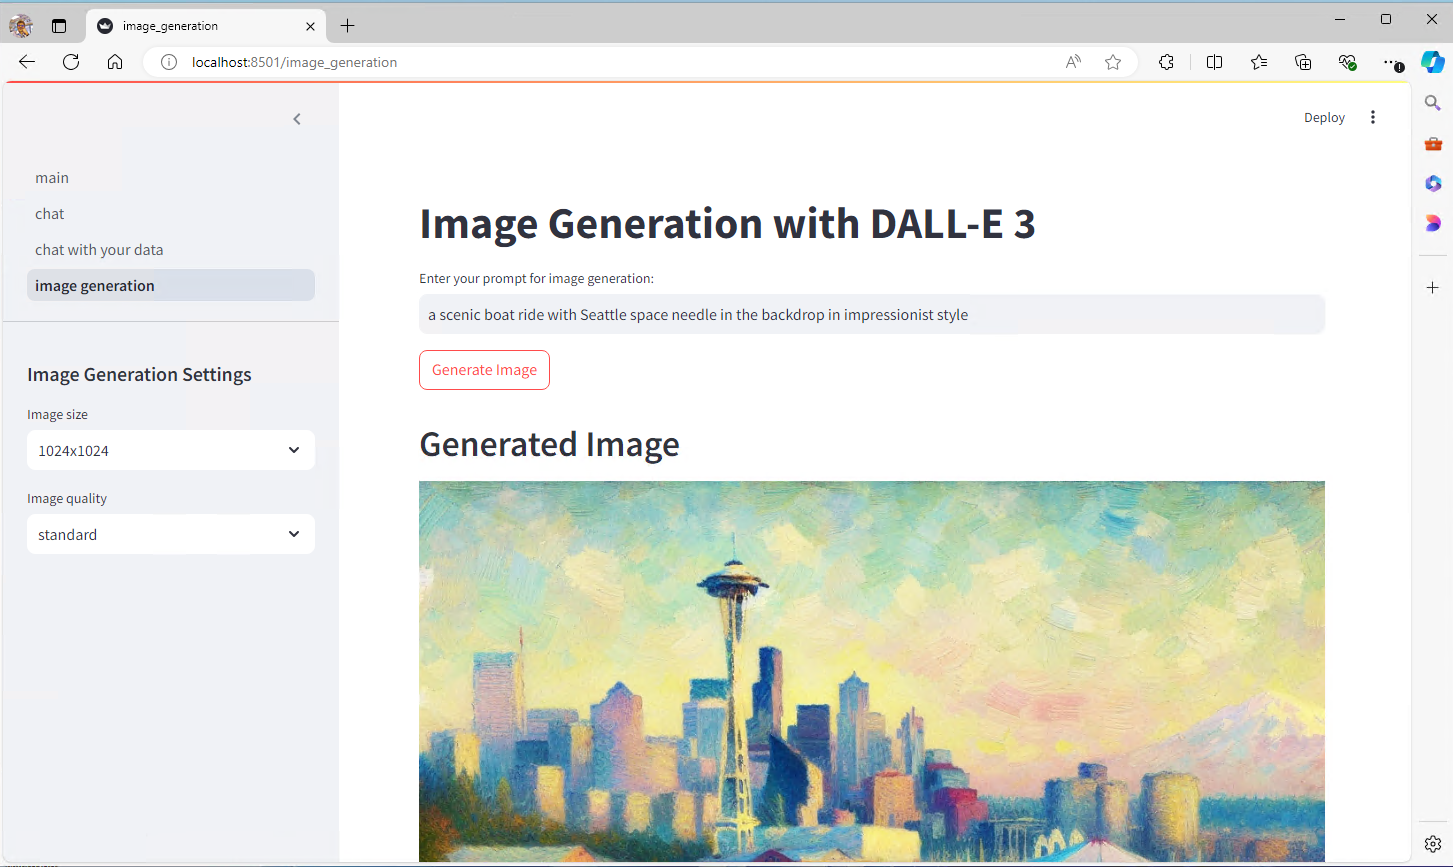 image_generation
localhost:8501/image_generation
Deploy
main
chat
chat with your data
image generation
Image Generation Settings
Image size
1024x1024
Image quality
standard
Image Generation with DALL-E 3
Enter your prompt for image generation:
a scenic boat ride with Seattle space needle in the backdrop in impressionist style
Generate Image
Generated Image